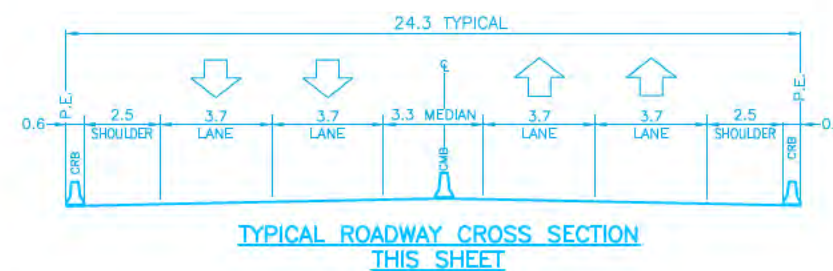 24.3 TYPICAL
℄
P.E. P.E.
0.6 2.5 3.7 3.7 3.3 MEDIAN 3.7 3.7 2.5 0.
SHOULDER LANE LANE LANE LANE SHOULDER
CRB CMB CRB
TYPICAL ROADWAY CROSS SECTION
THIS SHEET